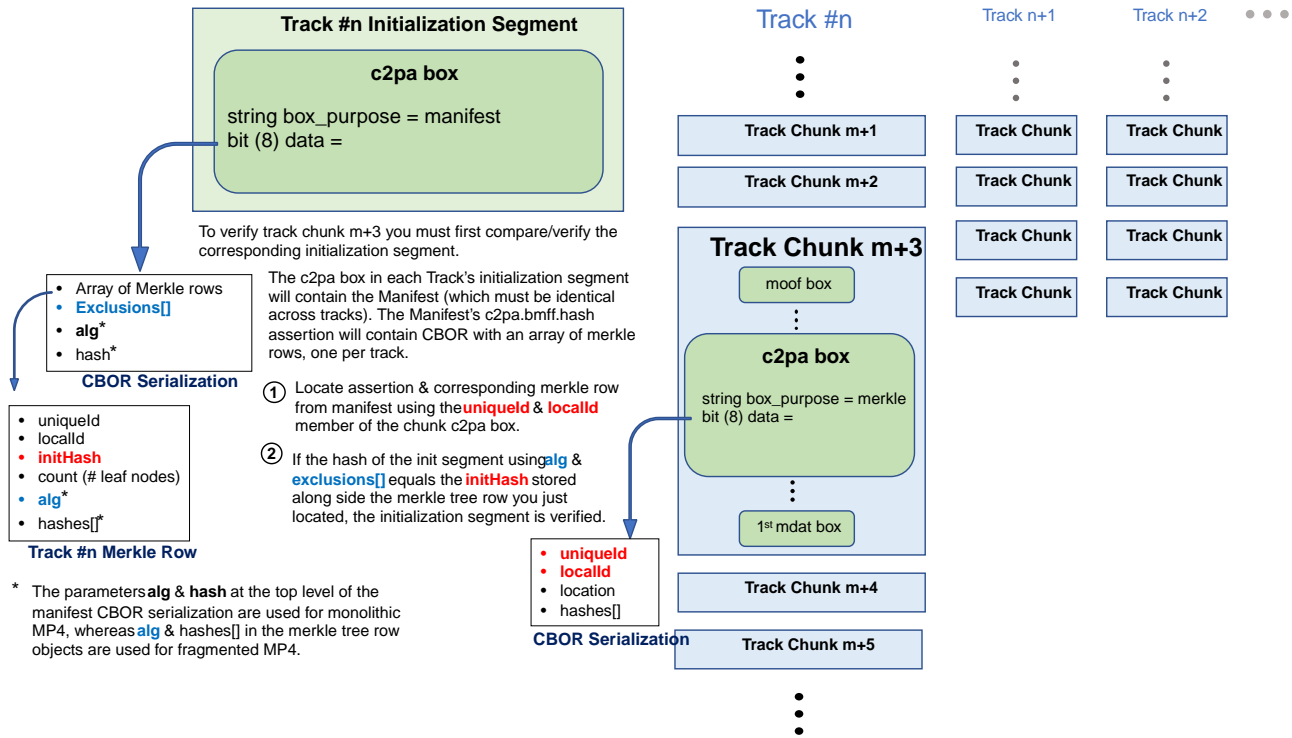 Track #n Initialization Segment
c2pa box
string box_purpose = manifest
bit (8) data =
To verify track chunk m+3 you must first compare/verify the
corresponding initialization segment.
• Array of Merkle rows
• Exclusions[]
• alg*
• hash*
CBOR Serialization
The c2pa box in each Track's initialization segment
will contain the Manifest (which must be identical
across tracks). The Manifest's c2pa.bmff.hash
assertion will contain CBOR with an array of merkle
rows, one per track.
1 Locate assertion & corresponding merkle row
from manifest using the uniqueId & localId
member of the chunk c2pa box.
2 If the hash of the init segment using alg &
exclusions[] equals the initHash stored
along side the merkle tree row you just
located, the initialization segment is verified.
• uniqueId
• localId
• initHash
• count (# leaf nodes)
• alg*
• hashes[]*
Track #n Merkle Row
* The parameters alg & hash at the top level of the
manifest CBOR serialization are used for monolithic
MP4, whereas alg & hashes[] in the merkle tree row
objects are used for fragmented MP4.
• uniqueId
• localId
• location
• hashes[]
CBOR Serialization
Track #n
Track Chunk m+1
Track Chunk m+2
Track Chunk m+3
moof box
c2pa box
string box_purpose = merkle
bit (8) data =
1st mdat box
Track Chunk m+4
Track Chunk m+5
Track n+1
Track Chunk
Track Chunk
Track Chunk
Track Chunk
Track n+2
Track Chunk
Track Chunk
Track Chunk
Track Chunk